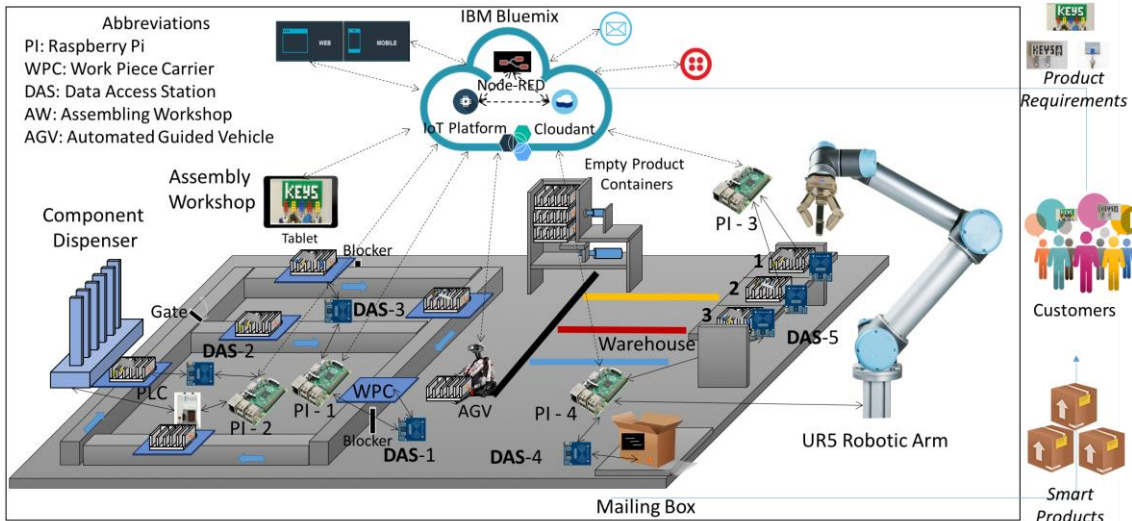 Abbreviations
PI: Raspberry Pi
WPC: Work Piece Carrier
DAS: Data Access Station
AW: Assembling Workshop
AGV: Automated Guided Vehicle
IBM Bluemix
WEB
MOBILE
Node-RED
IoT Platform
Cloudant
KEYS
KEYS
Product
Requirements
Assembly
Workshop
KEYS
Tablet
Component
Dispenser
Empty Product
Containers
PI - 3
Blocker
Gate
DAS-3
DAS-2
PLC
PI - 2
PI - 1
WPC
Blocker
DAS-1
AGV
1
2
3
DAS-5
Warehouse
PI - 4
DAS-4
Mailing Box
UR5 Robotic Arm
Customers
Smart
Products